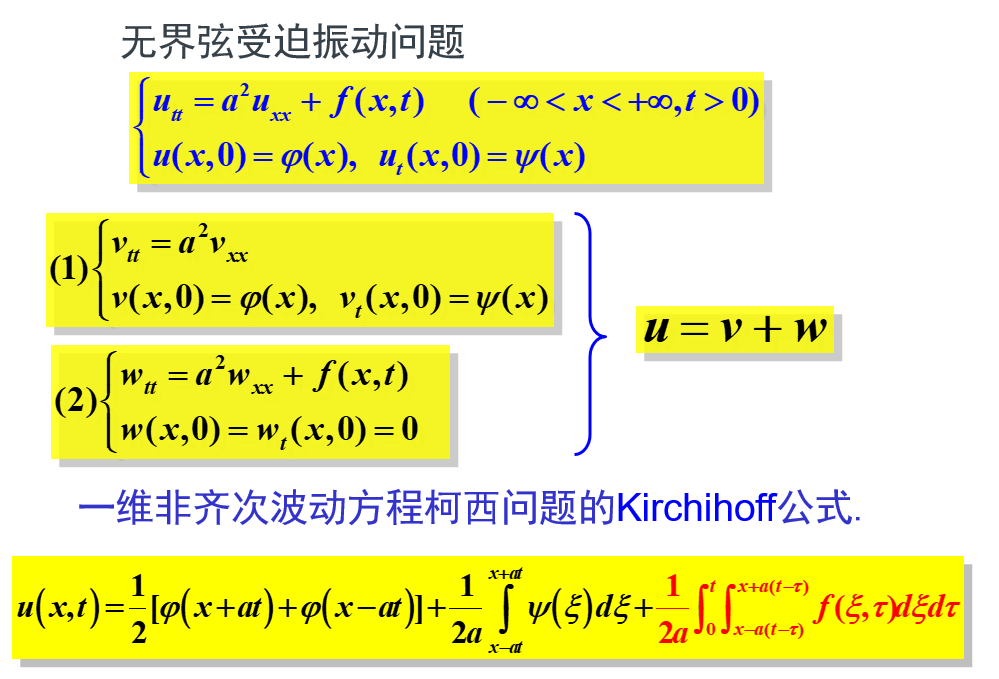 无界弦受迫振动问题
u_tt = a²u_xx + f(x,t) (−∞ < x < +∞, t > 0)
u(x,0) = φ(x), u_t(x,0) = ψ(x)
(1) v_tt = a²v_xx
v(x,0) = φ(x), v_t(x,0) = ψ(x)
u = v + w
(2) w_tt = a²w_xx + f(x,t)
w(x,0) = w_t(x,0) = 0
一维非齐次波动方程柯西问题的Kirchihoff公式.
u(x,t) = 1/2[φ(x+at)+φ(x−at)] + 1/2a ∫_{x−at}^{x+at} ψ(ξ)dξ + 1/2a ∫_0^t ∫_{x−a(t−τ)}^{x+a(t−τ)} f(ξ,τ)dξdτ